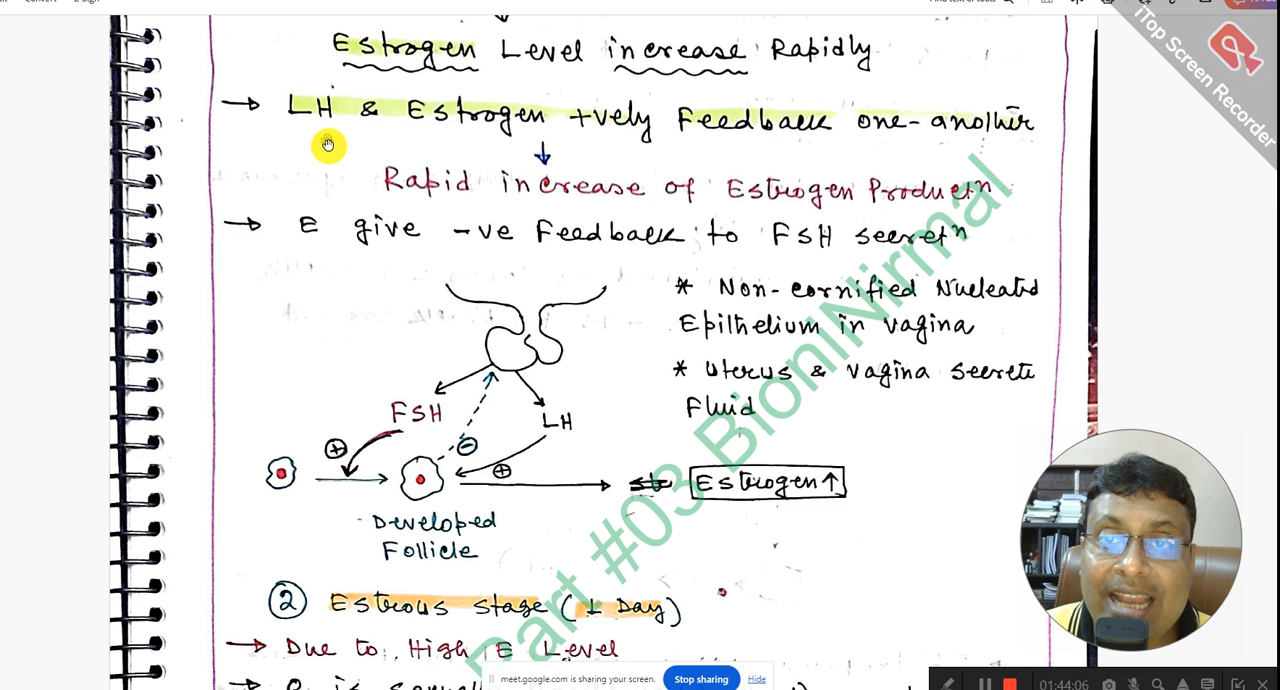 Estrogen Level increase Rapidly
→ LH & Estrogen +vely Feedback one-another
↓
Rapid increase of Estrogen Productn
→ E give -ve Feedback to FSH secretn
* Non-cornified Nucleated
Epilthelium in vagina
* Uterus & vagina secrete
Fluid
FSH
LH
+
-
+
Estrogen↑
Developed
Follicle
② Estrous stage (1 Day)
→ Due to High E Level
Part #03 BioniNirmal
iTop Screen Recorder
meet.google.com is sharing your screen.
Stop sharing
Hide
01:44:06